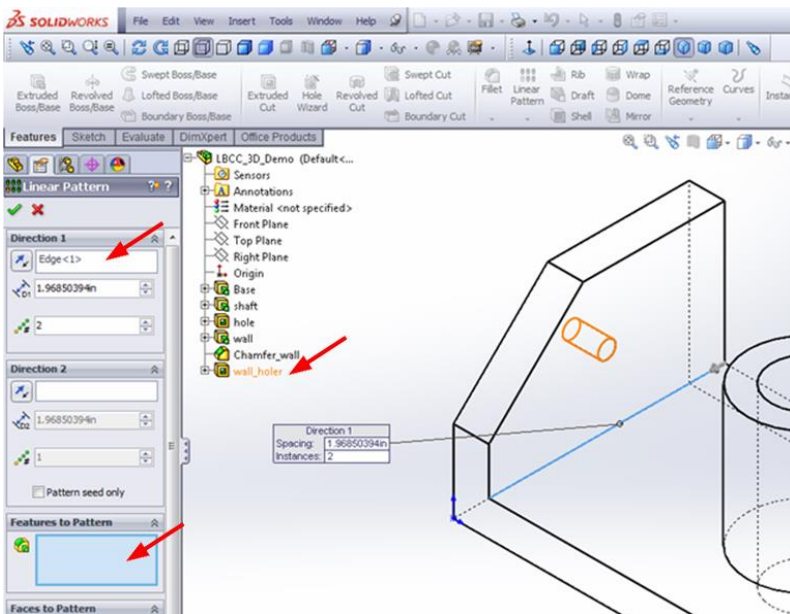 SOLIDWORKS File Edit View Insert Tools Window Help
Extruded Boss/Base
Revolved Boss/Base
Swept Boss/Base
Lofted Boss/Base
Boundary Boss/Base
Extruded Cut
Hole Wizard
Revolved Cut
Swept Cut
Lofted Cut
Boundary Cut
Fillet
Linear Pattern
Rib
Draft
Shell
Wrap
Dome
Mirror
Reference Geometry
Curves
Features Sketch Evaluate DimXpert Office Products
Linear Pattern ? ?
Direction 1
Edge<1>
D1 1.96850394in
2
Direction 2
D2 1.96850394in
1
Pattern seed only
Features to Pattern
Faces to Pattern
LBCC_3D_Demo (Default<...
Sensors
Annotations
Material <not specified>
Front Plane
Top Plane
Right Plane
Origin
Base
shaft
hole
wall
Chamfer_wall
wall_holer
Direction 1
Spacing: 1.96850394in
Instances: 2